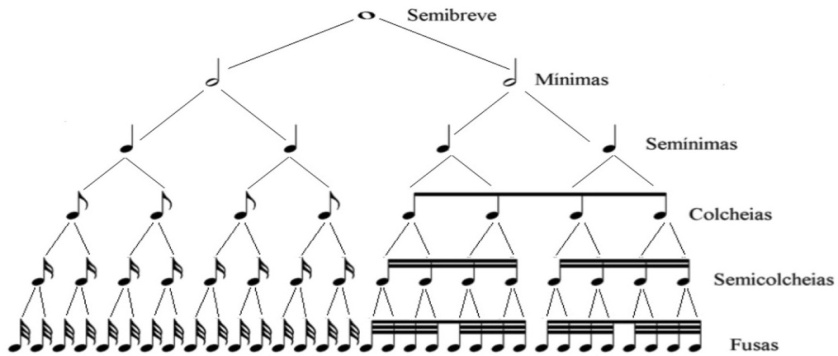 Semibreve
Mínimas
Semínimas
Colcheias
Semicolcheias
Fusas